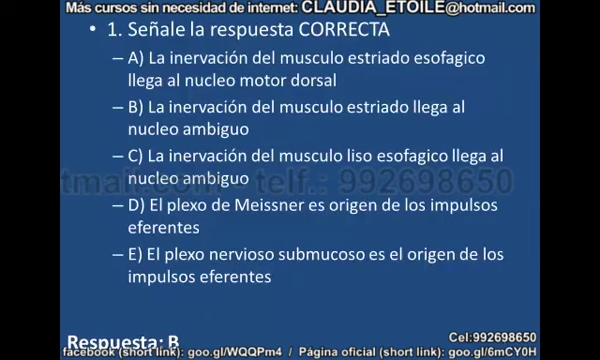 Más cursos sin necesidad de internet: CLAUDIA_ETOILE@hotmail.com
• 1. Señale la respuesta CORRECTA
– A) La inervación del musculo estriado esofagico
llega al nucleo motor dorsal
– B) La inervación del musculo estriado llega al
nucleo ambiguo
– C) La inervación del musculo liso esofagico llega al
nucleo ambiguo
tmail.com - telf.: 992698650
– D) El plexo de Meissner es origen de los impulsos
eferentes
– E) El plexo nervioso submucoso es el origen de los
impulsos eferentes
Respuesta: B
Cel:992698650
facebook (short link): goo.gl/WQQPm4 / Página oficial (short link): goo.gl/6mCY0H